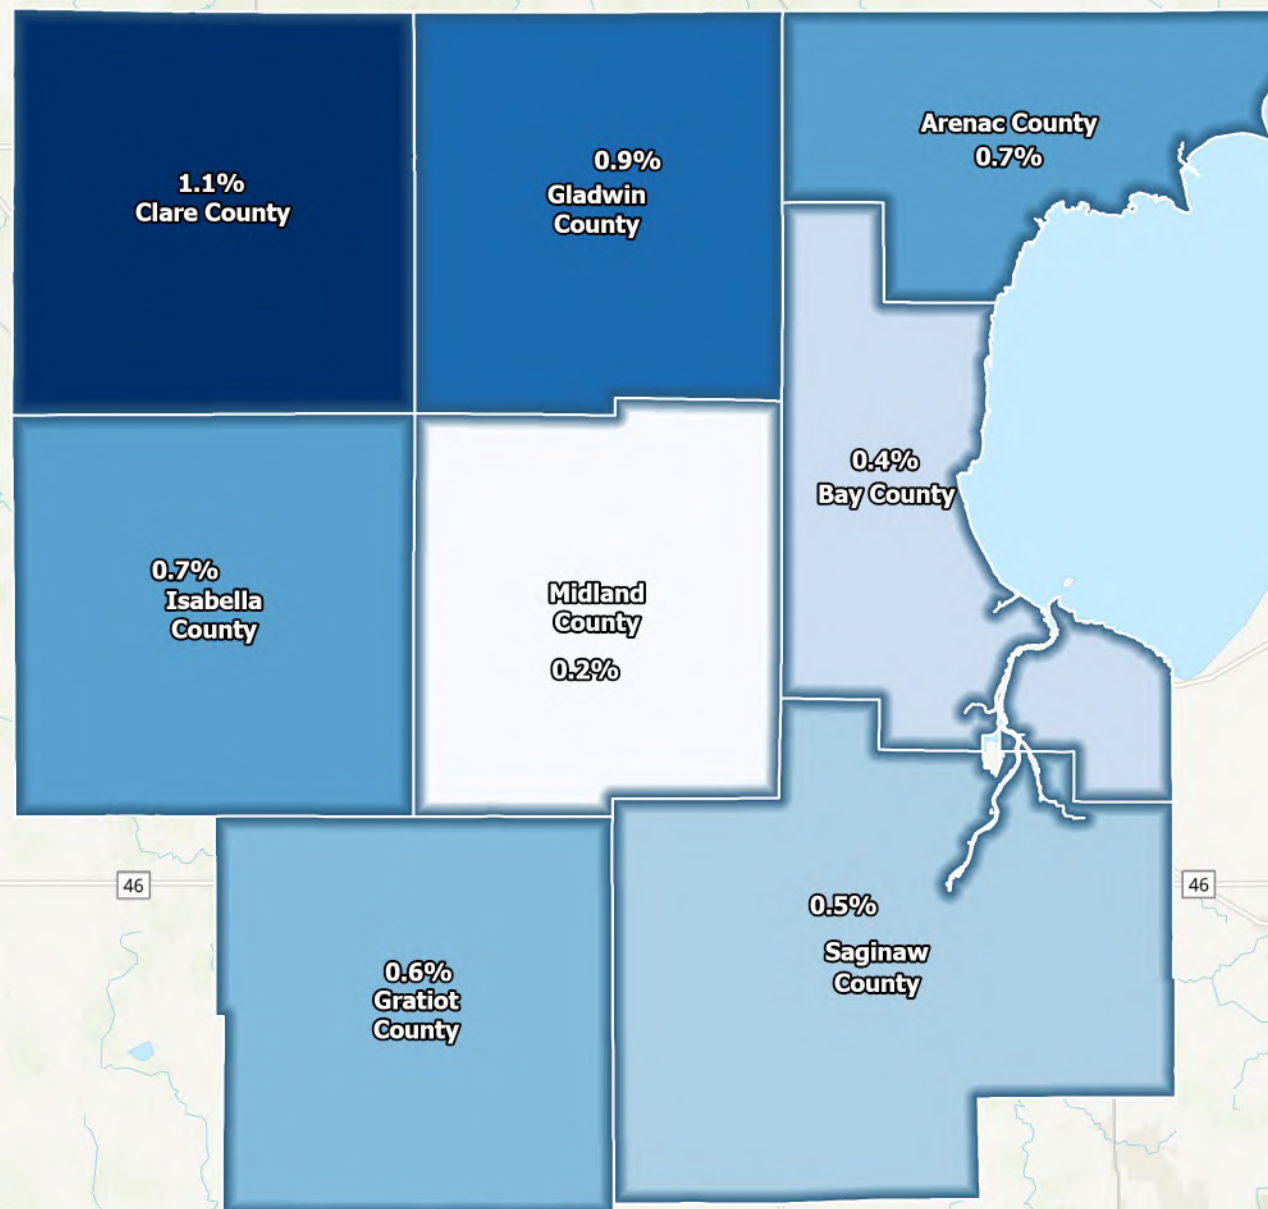 1.1%
Clare County
0.9%
Gladwin
County
Arenac County
0.7%
0.7%
Isabella
County
Midland
County
0.2%
0.4%
Bay County
46
46
0.6%
Gratiot
County
0.5%
Saginaw
County